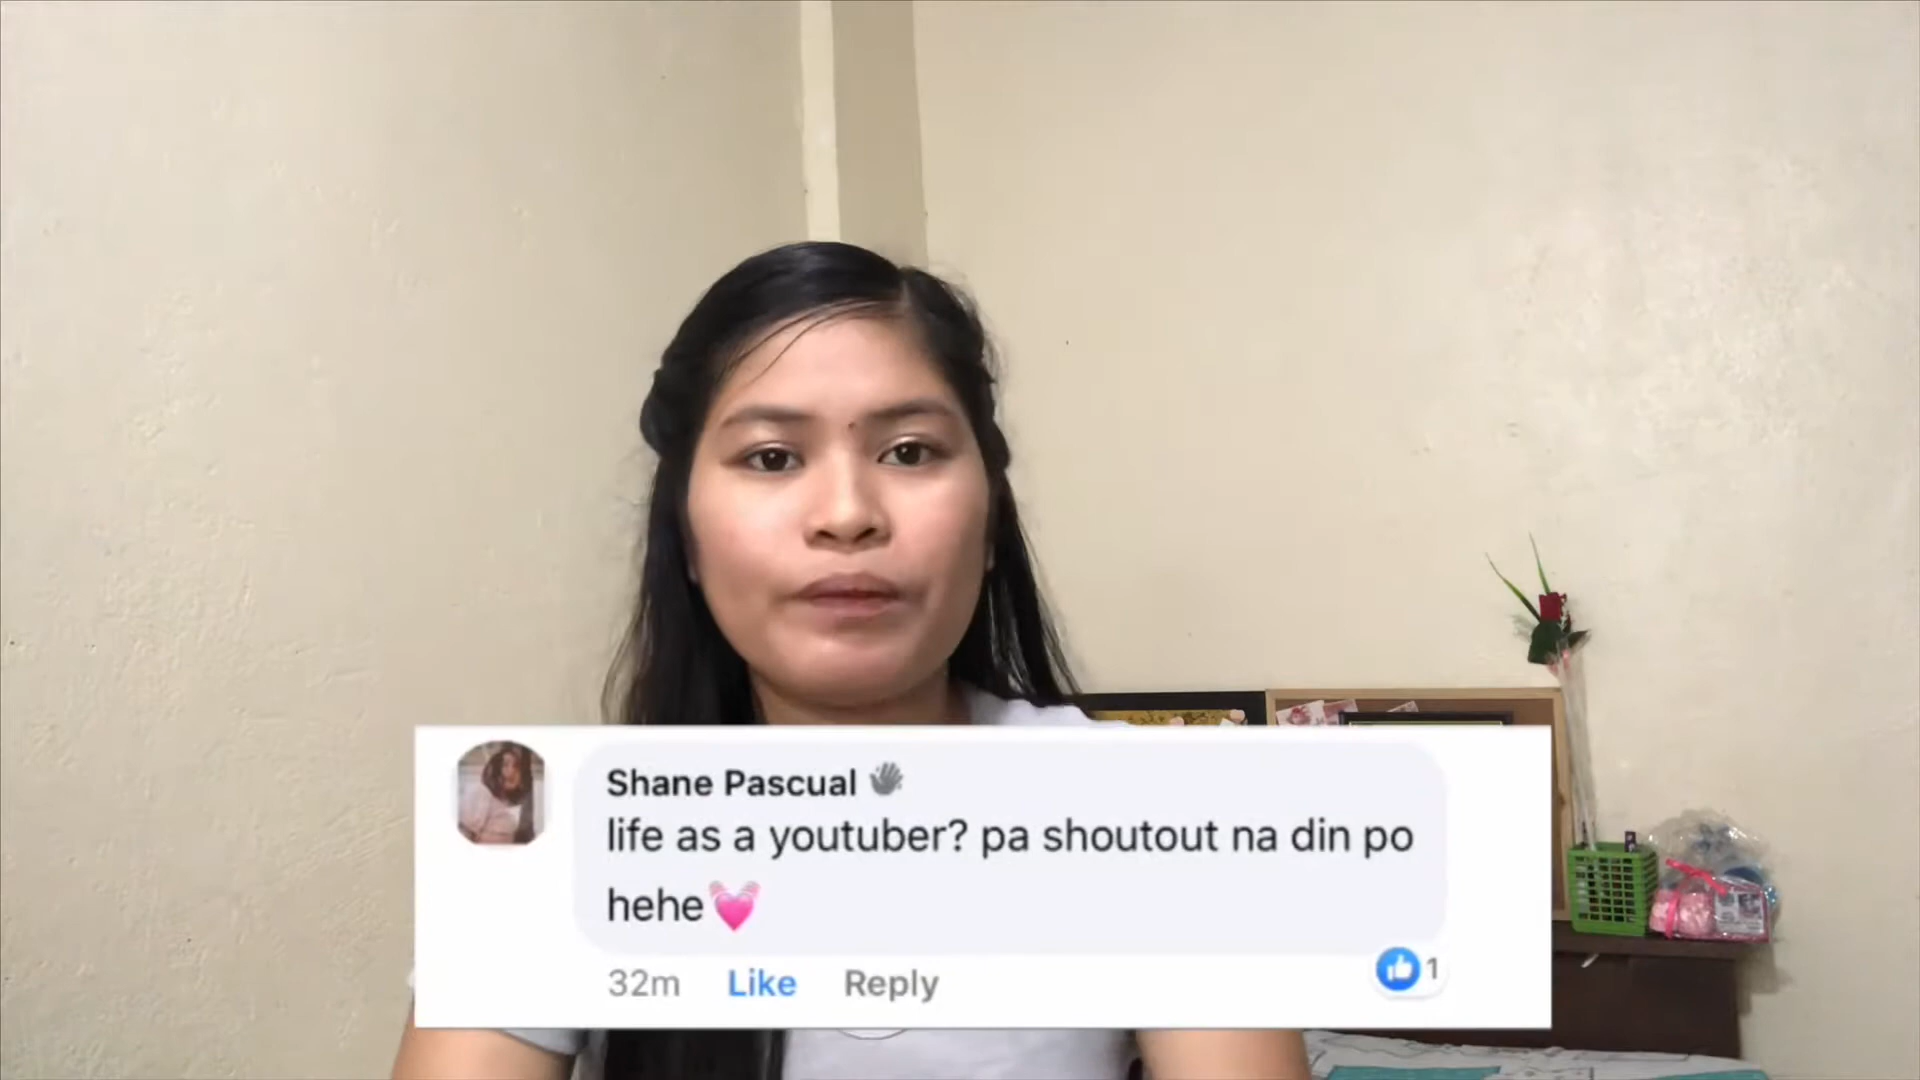 Shane Pascual 👋
life as a youtuber? pa shoutout na din po
hehe💓
32m Like Reply 1